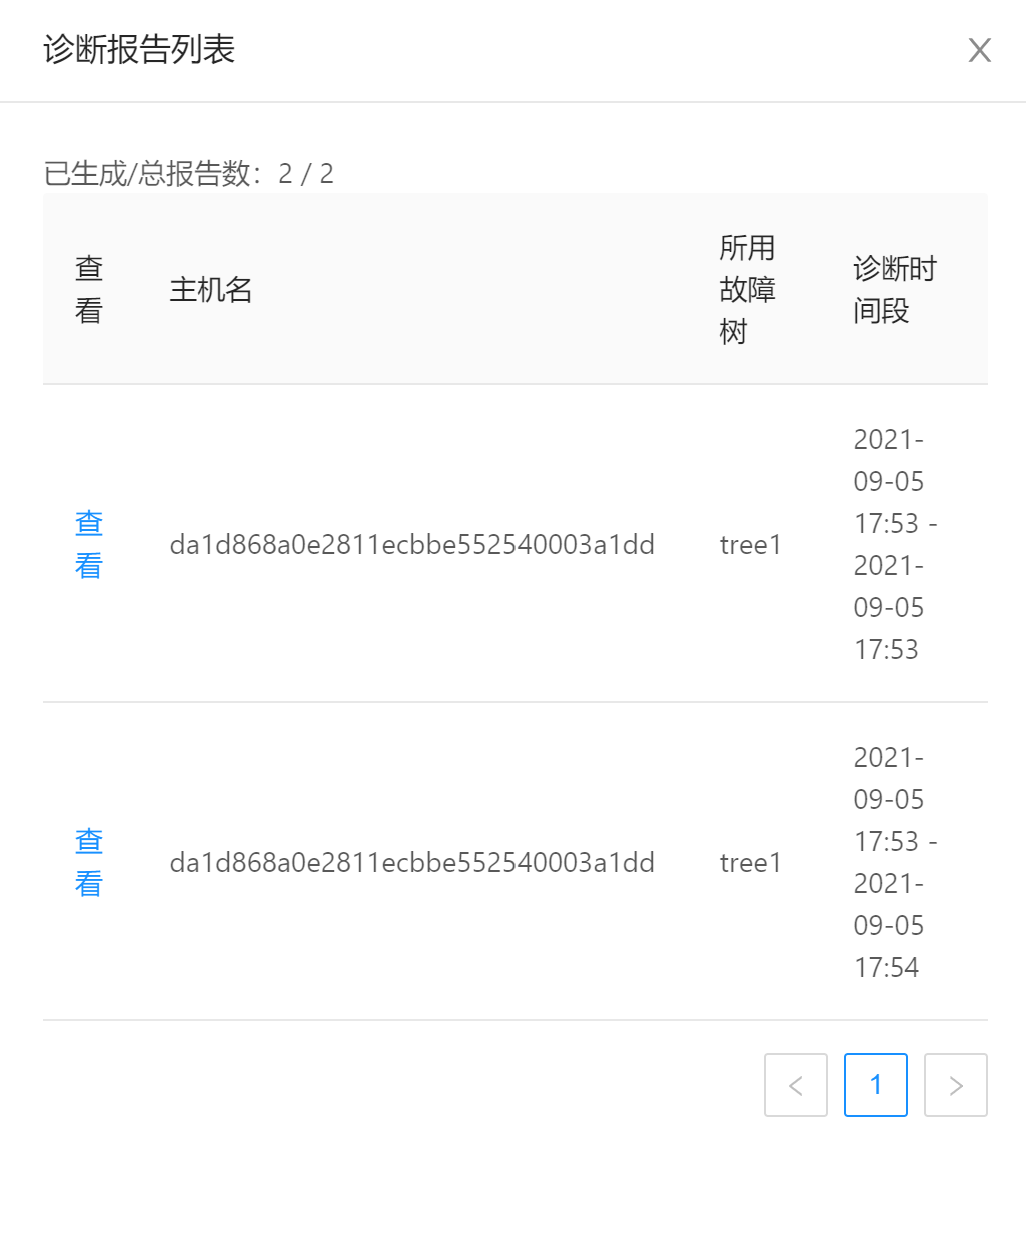 诊断报告列表
X
已生成/总报告数：2 / 2
查
看
主机名
所用
故障
树
诊断时
间段
查
看
da1d868a0e2811ecbbe552540003a1dd
tree1
2021-
09-05
17:53 -
2021-
09-05
17:53
查
看
da1d868a0e2811ecbbe552540003a1dd
tree1
2021-
09-05
17:53 -
2021-
09-05
17:54
< 1 >